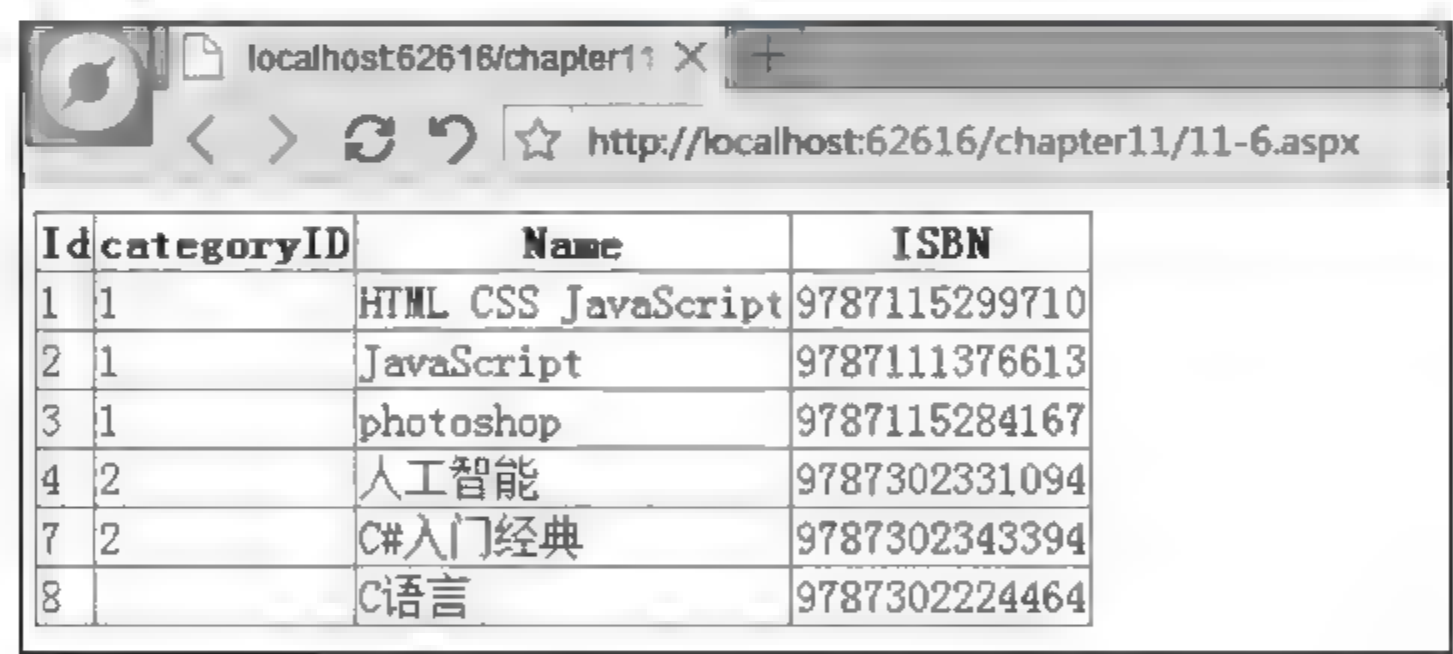 localhost:62616/chapter11
http://localhost:62616/chapter11/11-6.aspx
Id categoryID Name ISBN
1 1 HTML CSS JavaScript 9787115299710
2 1 JavaScript 9787111376613
3 1 photoshop 9787115284167
4 2 人工智能 9787302331094
7 2 C#入门经典 9787302343394
8 C语言 9787302224464